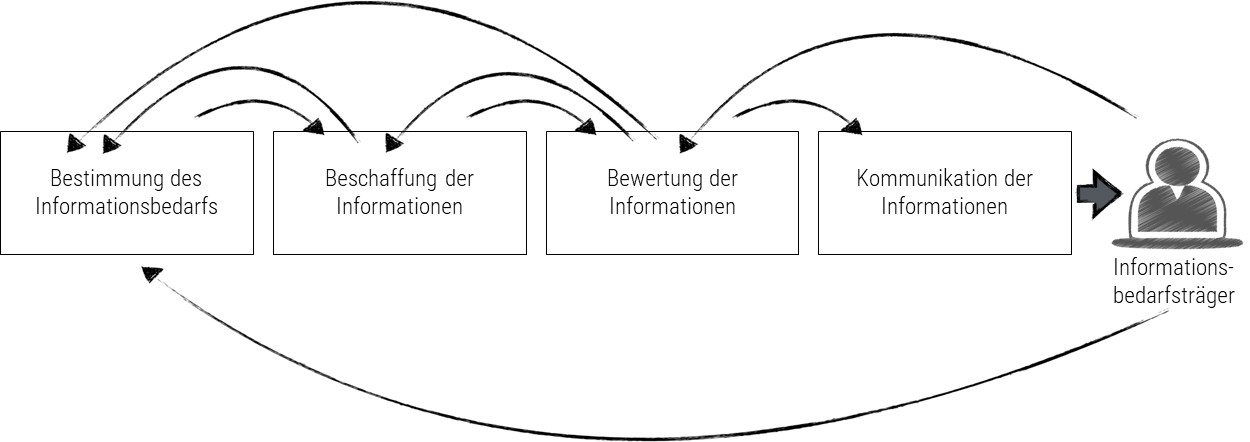 Bestimmung des
Informationsbedarfs
Beschaffung der
Informationen
Bewertung der
Informationen
Kommunikation der
Informationen
Informations-
bedarfsträger